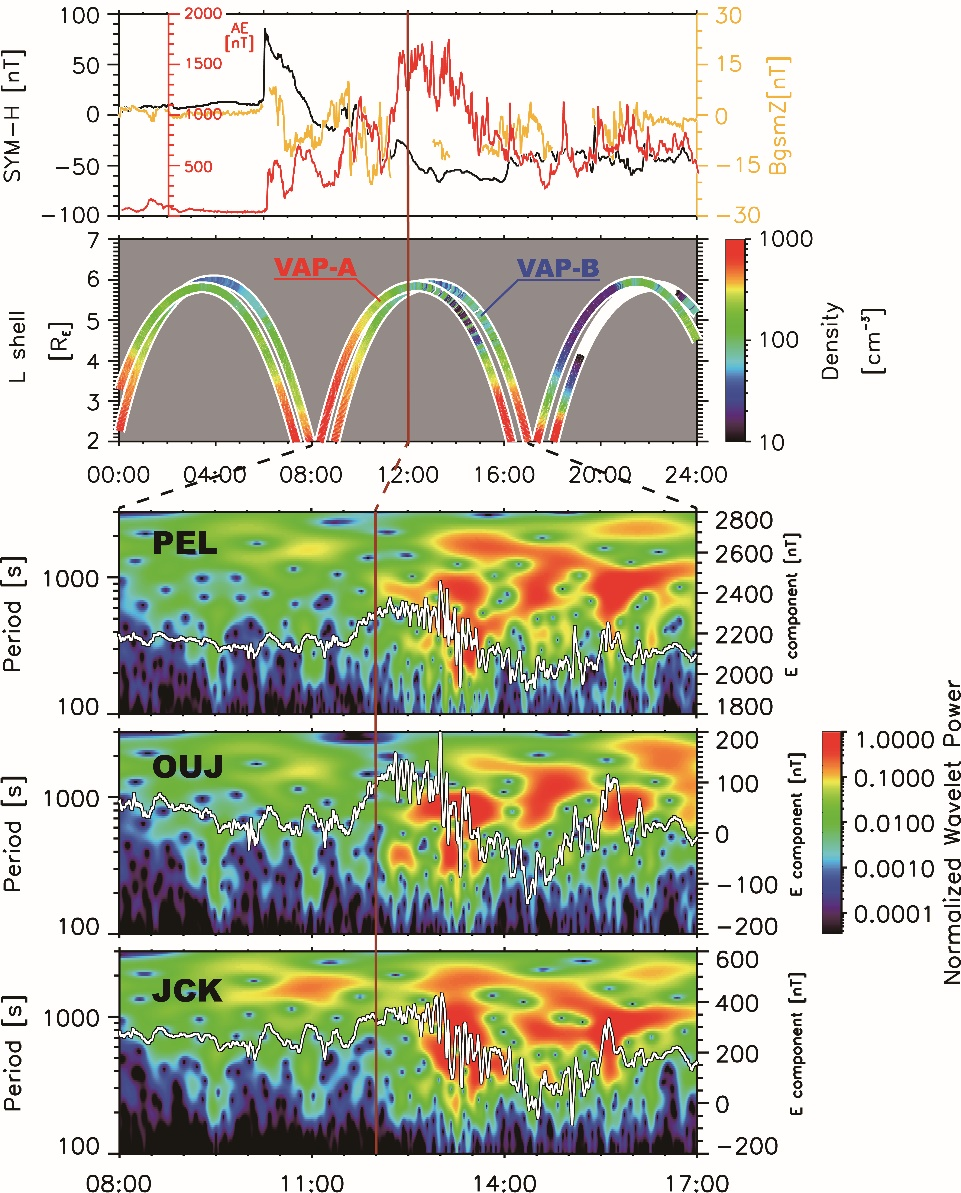 100
50
0
−50
−100
SYM−H [nT]
2000
1500
1000
500
AE
[nT]
30
15
0
−15
−30
BgsmZ[nT]
7
6
5
4
3
2
L shell
[RE]
VAP-A
VAP-B
1000
100
10
Density
[cm⁻³]
00:00 04:00 08:00 12:00 16:00 20:00 24:00
PEL
1000
100
Period [s]
2800
2600
2400
2200
2000
1800
E component [nT]
OUJ
1000
100
Period [s]
200
100
0
−100
−200
E component [nT]
1.0000
0.1000
0.0100
0.0010
0.0001
Normalized Wavelet Power
JCK
1000
100
Period [s]
600
400
200
0
−200
E component [nT]
08:00 11:00 14:00 17:00